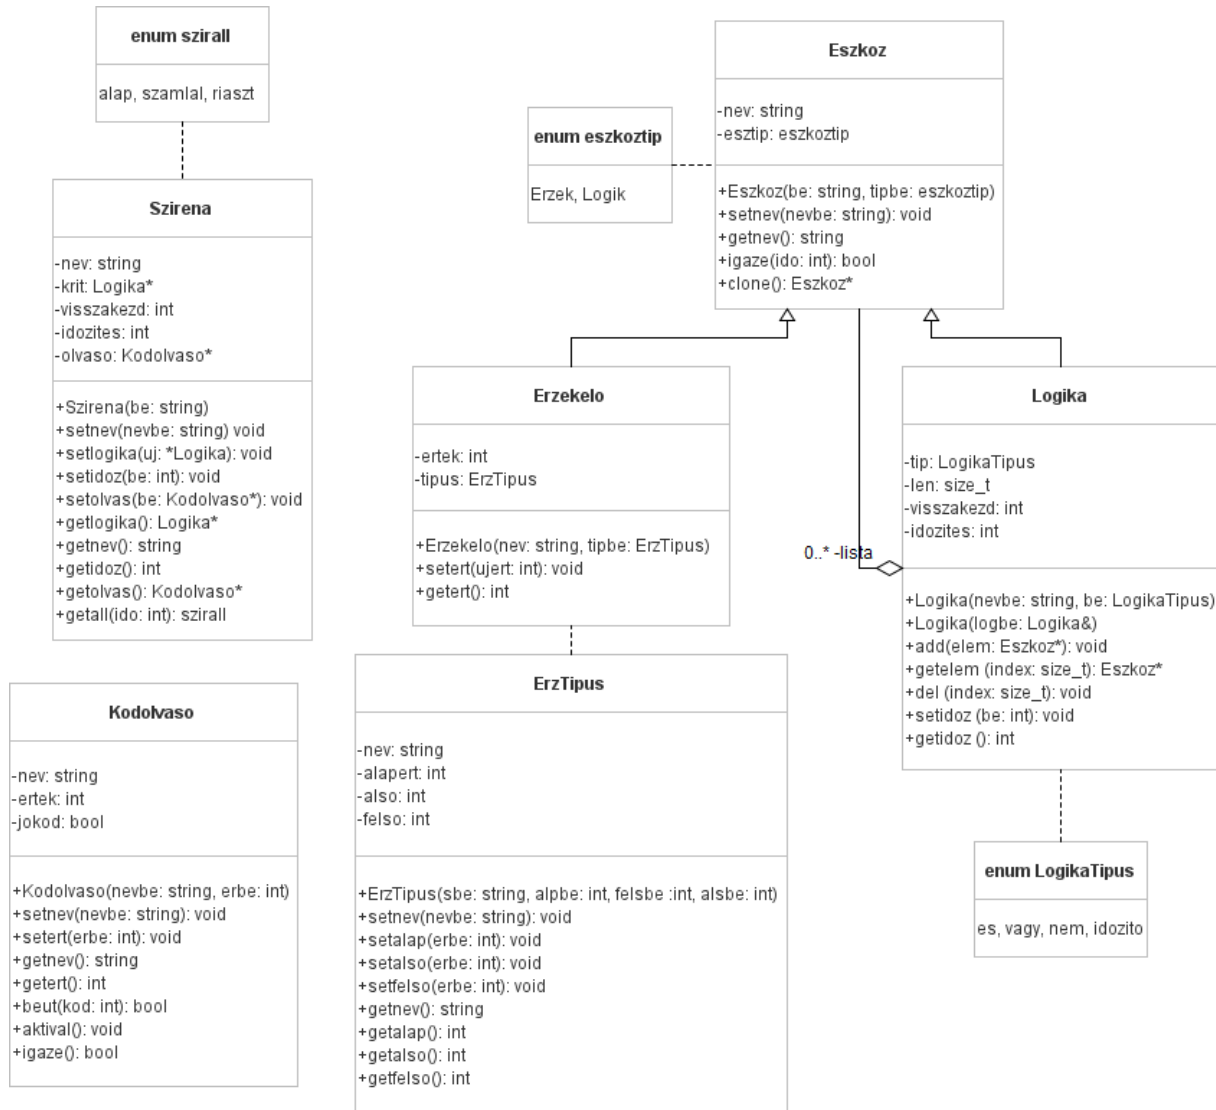 enum szirall
alap, szamlal, riaszt
Szirena
-nev: string
-krit: Logika*
-visszakezd: int
-idozites: int
-olvaso: Kodolvaso*
+Szirena(be: string)
+setnev(nevbe: string) void
+setlogika(uj: *Logika): void
+setidoz(be: int): void
+setolvas(be: Kodolvaso*): void
+getlogika(): Logika*
+getnev(): string
+getidoz(): int
+getolvas(): Kodolvaso*
+getall(ido: int): szirall
Kodolvaso
-nev: string
-ertek: int
-jokod: bool
+Kodolvaso(nevbe: string, erbe: int)
+setnev(nevbe: string): void
+setert(erbe: int): void
+getnev(): string
+getert(): int
+beut(kod: int): bool
+aktival(): void
+igaze(): bool
enum eszkoztip
Erzek, Logik
Eszkoz
-nev: string
-esztip: eszkoztip
+Eszkoz(be: string, tipbe: eszkoztip)
+setnev(nevbe: string): void
+getnev(): string
+igaze(ido: int): bool
+clone(): Eszkoz*
Erzekelo
-ertek: int
-tipus: ErzTipus
+Erzekelo(nev: string, tipbe: ErzTipus)
+setert(ujert: int): void
+getert(): int
ErzTipus
-nev: string
-alapert: int
-also: int
-felso: int
+ErzTipus(sbe: string, alpbe: int, felsbe :int, alsbe: int)
+setnev(nevbe: string): void
+setalap(erbe: int): void
+setalso(erbe: int): void
+setfelso(erbe: int): void
+getnev(): string
+getalap(): int
+getalso(): int
+getfelso(): int
0..* -lista
Logika
-tip: LogikaTipus
-len: size_t
-visszakezd: int
-idozites: int
+Logika(nevbe: string, be: LogikaTipus)
+Logika(logbe: Logika&)
+add(elem: Eszkoz*): void
+getelem (index: size_t): Eszkoz*
+del (index: size_t): void
+setidoz (be: int): void
+getidoz (): int
enum LogikaTipus
es, vagy, nem, idozito